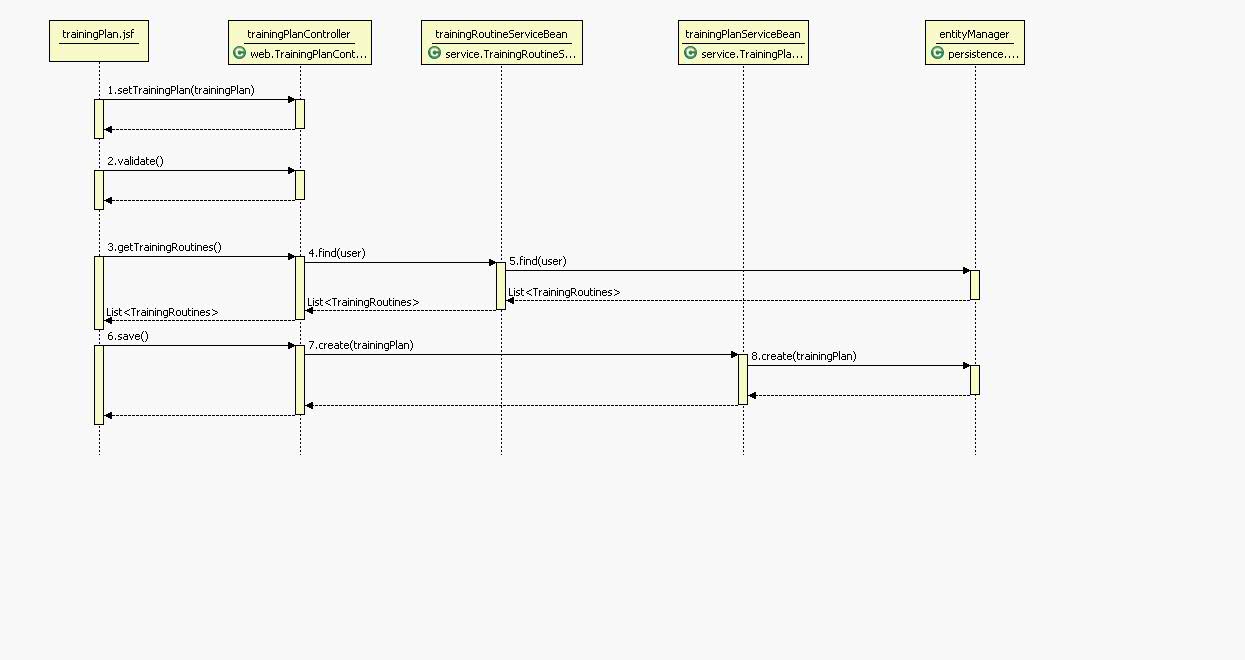 trainingPlan.jsf
trainingPlanController
web.TrainingPlanCont...
trainingRoutineServiceBean
service.TrainingRoutineS...
trainingPlanServiceBean
service.TrainingPla...
entityManager
persistence....
1.setTrainingPlan(trainingPlan)
2.validate()
3.getTrainingRoutines()
4.find(user)
5.find(user)
List<TrainingRoutines>
List<TrainingRoutines>
List<TrainingRoutines>
6.save()
7.create(trainingPlan)
8.create(trainingPlan)